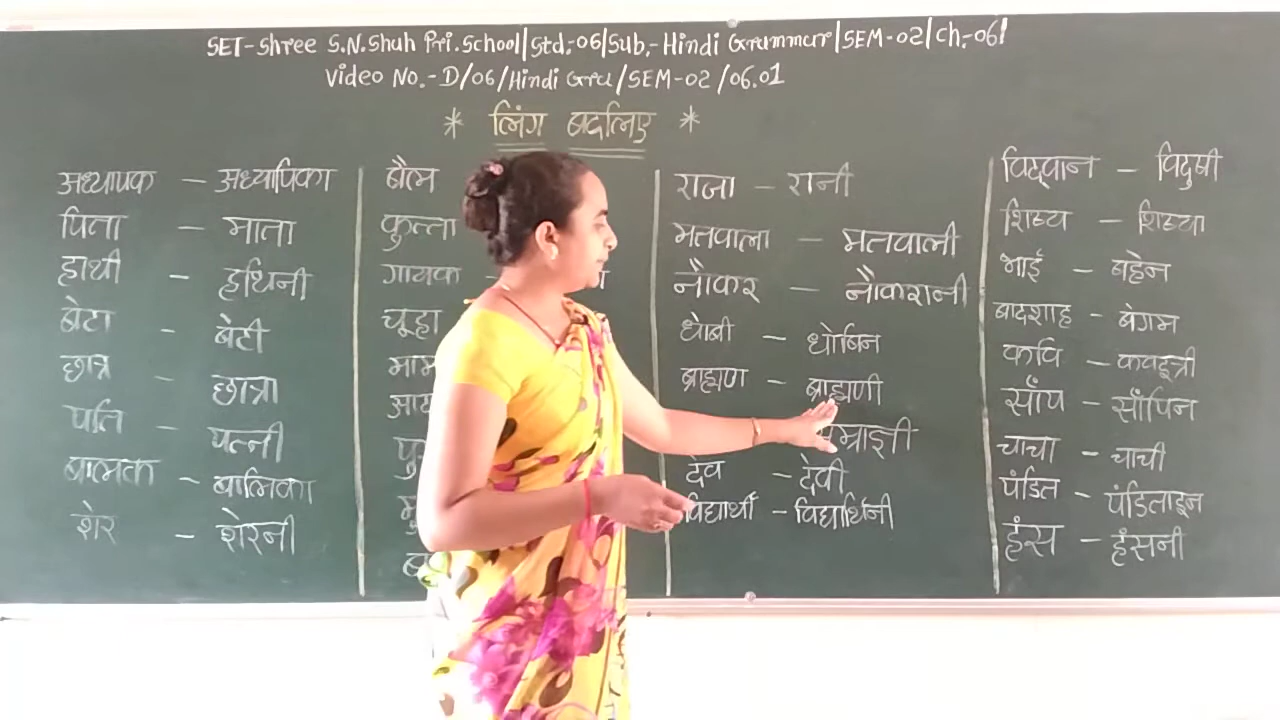 SET-Shree S.N.Shah Pri.School/Std.-06/Sub.-Hindi Grammar/SEM-02/Ch.-06/
Video No.-D/06/Hindi Gra/SEM-02/06.01
* लिंग बदलिए *
अध्यापक - अध्यापिका
पिता - माता
हाथी - हथिनी
बेटा - बेटी
छात्र - छात्रा
पति - पत्नी
बालक - बालिका
शेर - शेरनी
बैल
कुत्ता
गायक -
चूहा
राजा - रानी
मतवाला - मतवाली
नौकर - नौकरानी
धोबी - धोबिन
ब्राह्मण - ब्राह्मणी
देव - देवी
विद्यार्थी - विद्यार्थिनी
विद्वान - विदुषी
शिष्य - शिष्या
भाई - बहेन
बादशाह - बेगम
कवि - कवइत्री
साँप - साँपिन
चाचा - चाची
पंडित - पंडिताइन
हंस - हंसनी